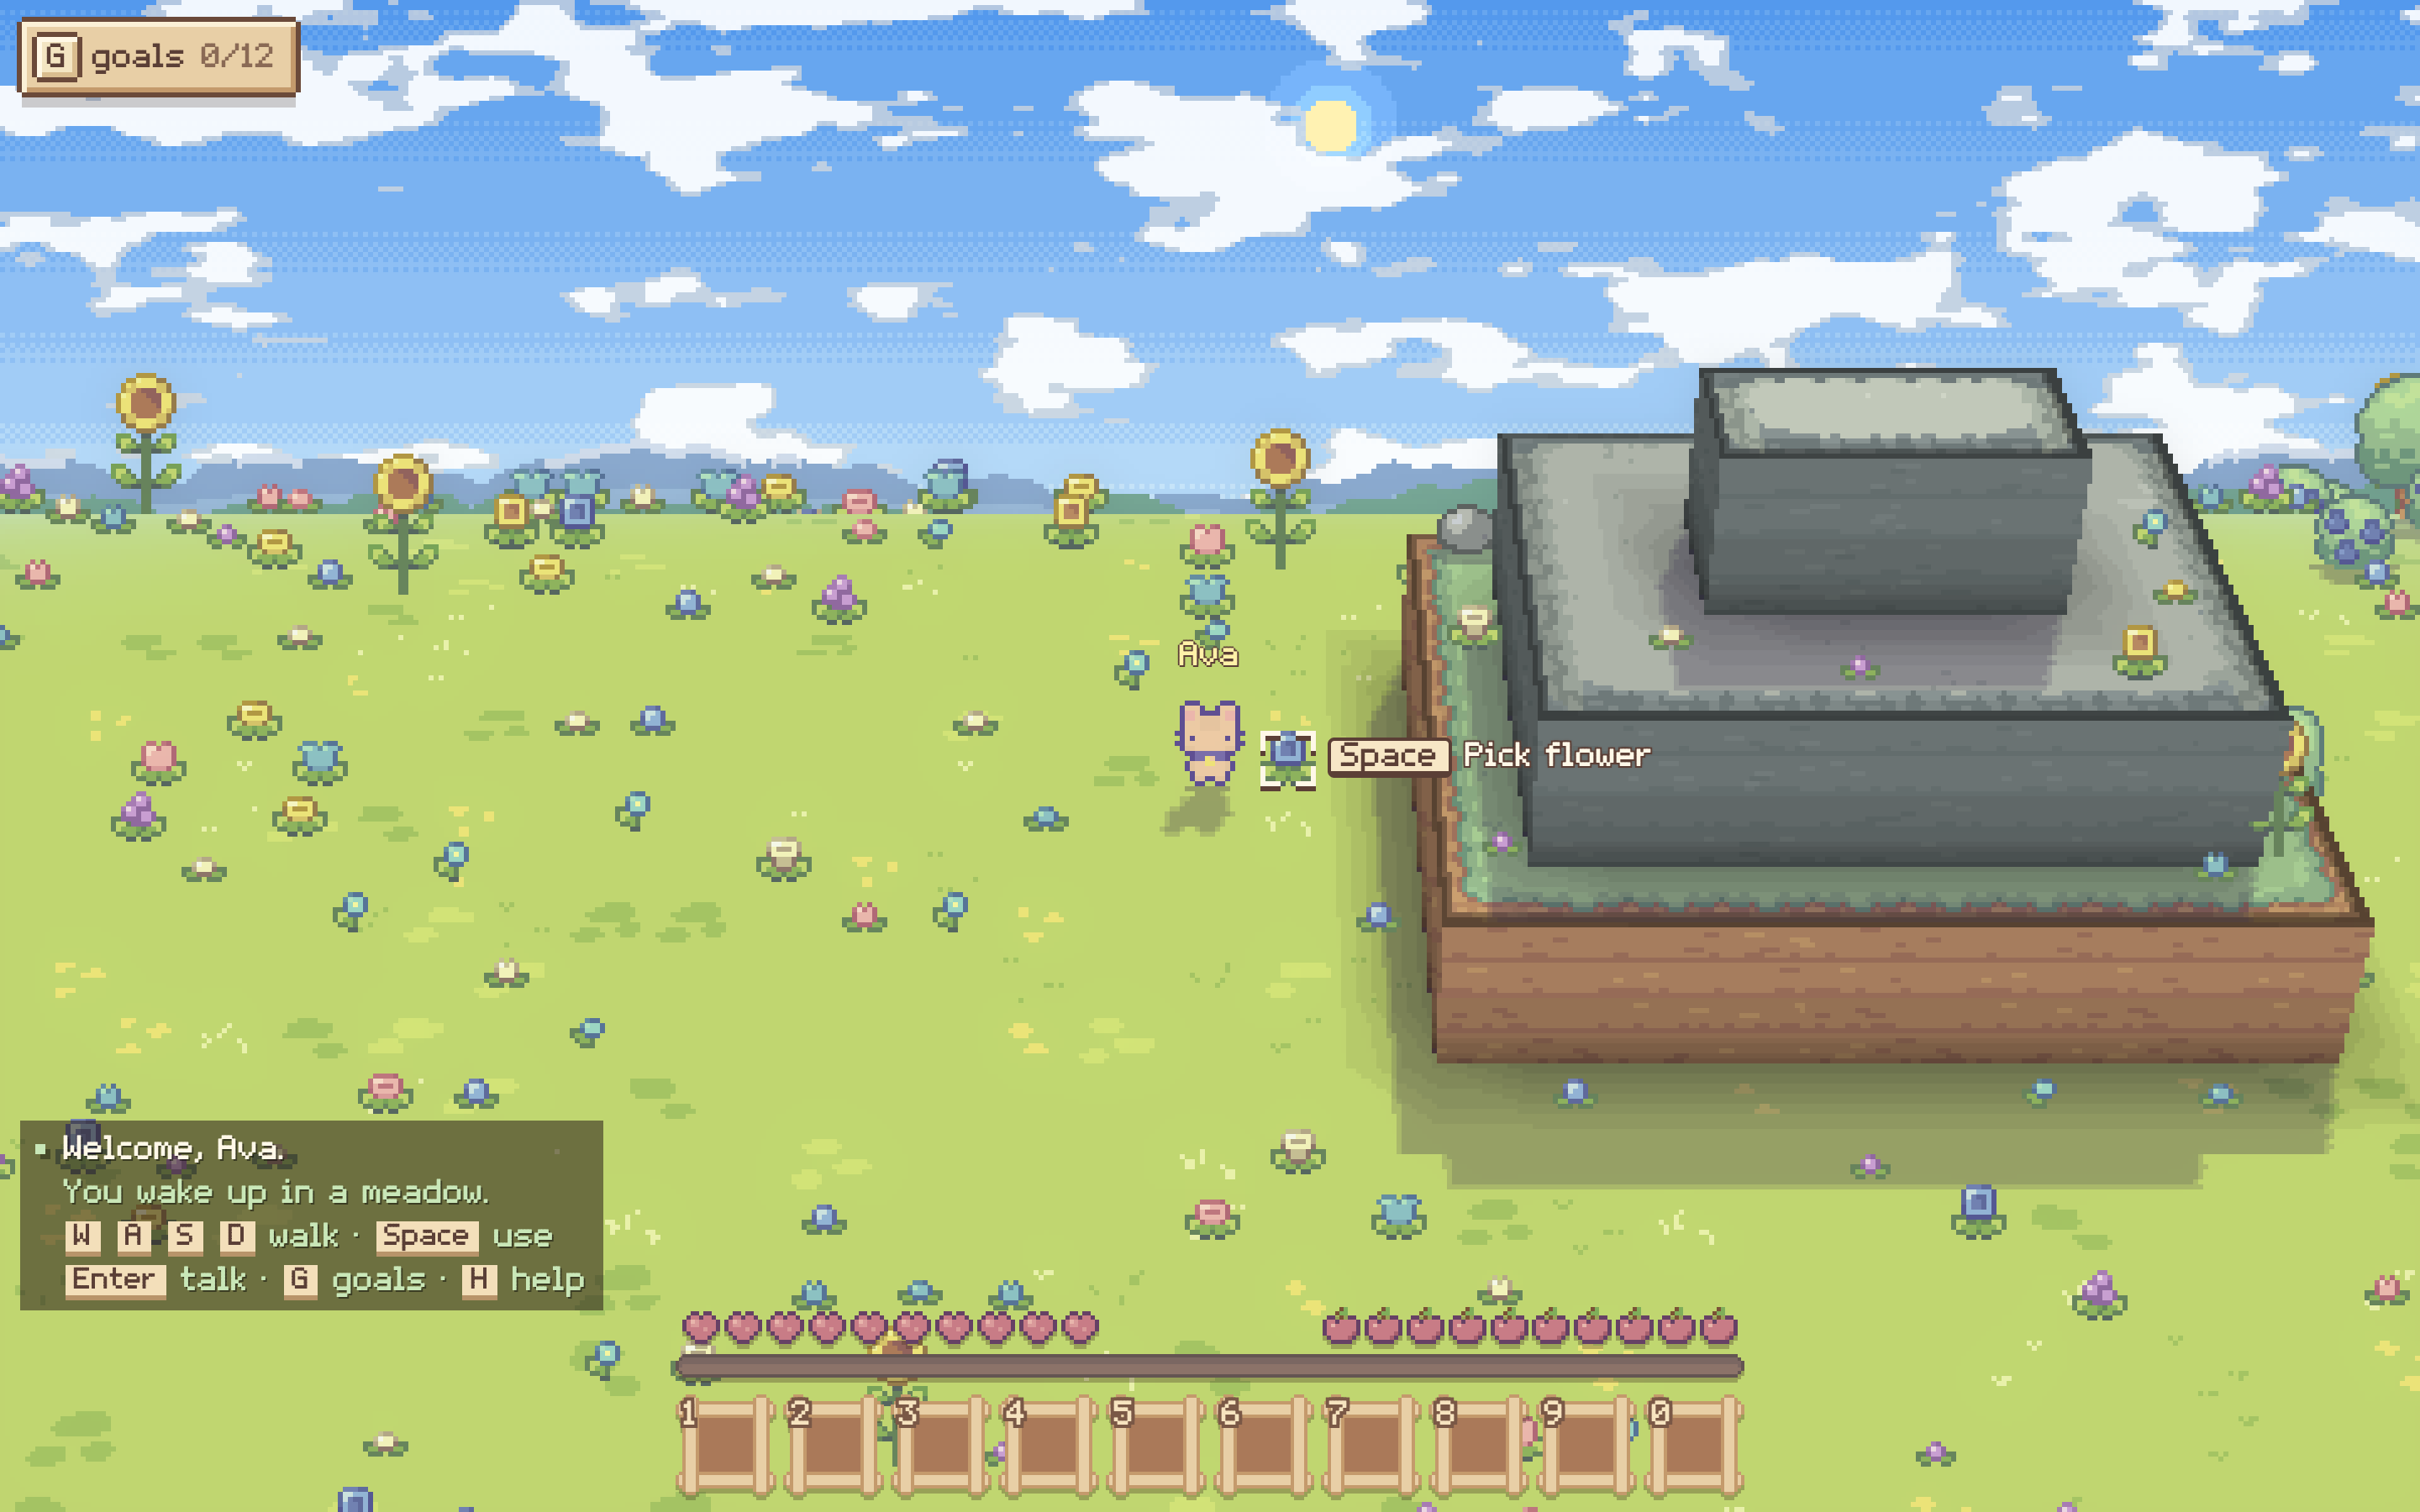 G goals 0/12
Ava
Space Pick flower
Welcome, Ava.
You wake up in a meadow.
W A S D walk · Space use
Enter talk · G goals · H help
1 2 3 4 5 6 7 8 9 0